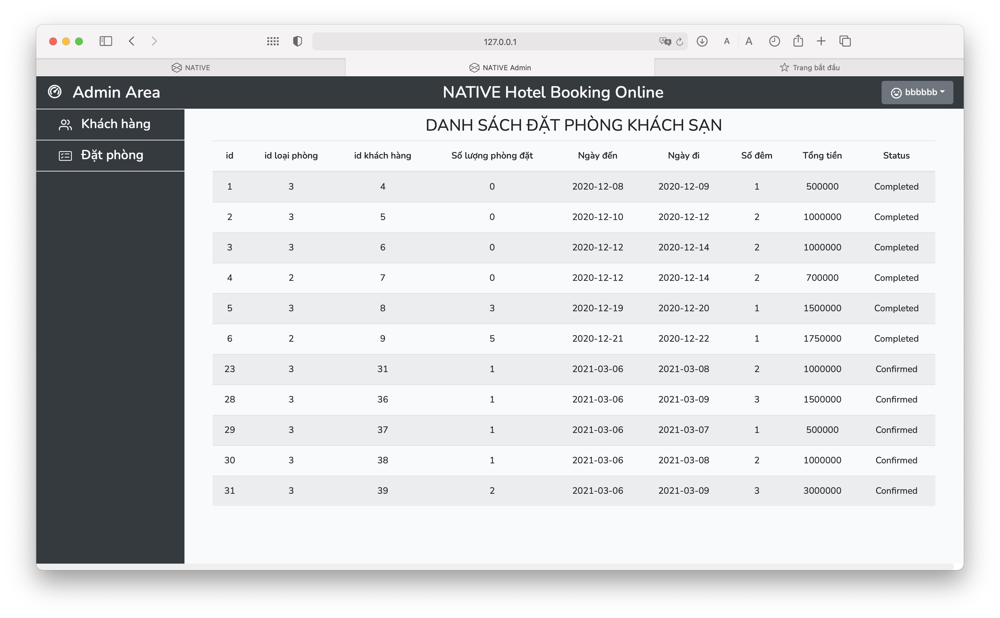 127.0.0.1
A A
NATIVE NATIVE Admin Trang bắt đầu
Admin Area NATIVE Hotel Booking Online bbbbbb
Khách hàng
Đặt phòng
DANH SÁCH ĐẶT PHÒNG KHÁCH SẠN
id id loại phòng id khách hàng Số lượng phòng đặt Ngày đến Ngày đi Số đêm Tổng tiền Status
1 3 4 0 2020-12-08 2020-12-09 1 500000 Completed
2 3 5 0 2020-12-10 2020-12-12 2 1000000 Completed
3 3 6 0 2020-12-12 2020-12-14 2 1000000 Completed
4 2 7 0 2020-12-12 2020-12-14 2 700000 Completed
5 3 8 3 2020-12-19 2020-12-20 1 1500000 Completed
6 2 9 5 2020-12-21 2020-12-22 1 1750000 Completed
23 3 31 1 2021-03-06 2021-03-08 2 1000000 Confirmed
28 3 36 1 2021-03-06 2021-03-09 3 1500000 Confirmed
29 3 37 1 2021-03-06 2021-03-07 1 500000 Confirmed
30 3 38 1 2021-03-06 2021-03-08 2 1000000 Confirmed
31 3 39 2 2021-03-06 2021-03-09 3 3000000 Confirmed